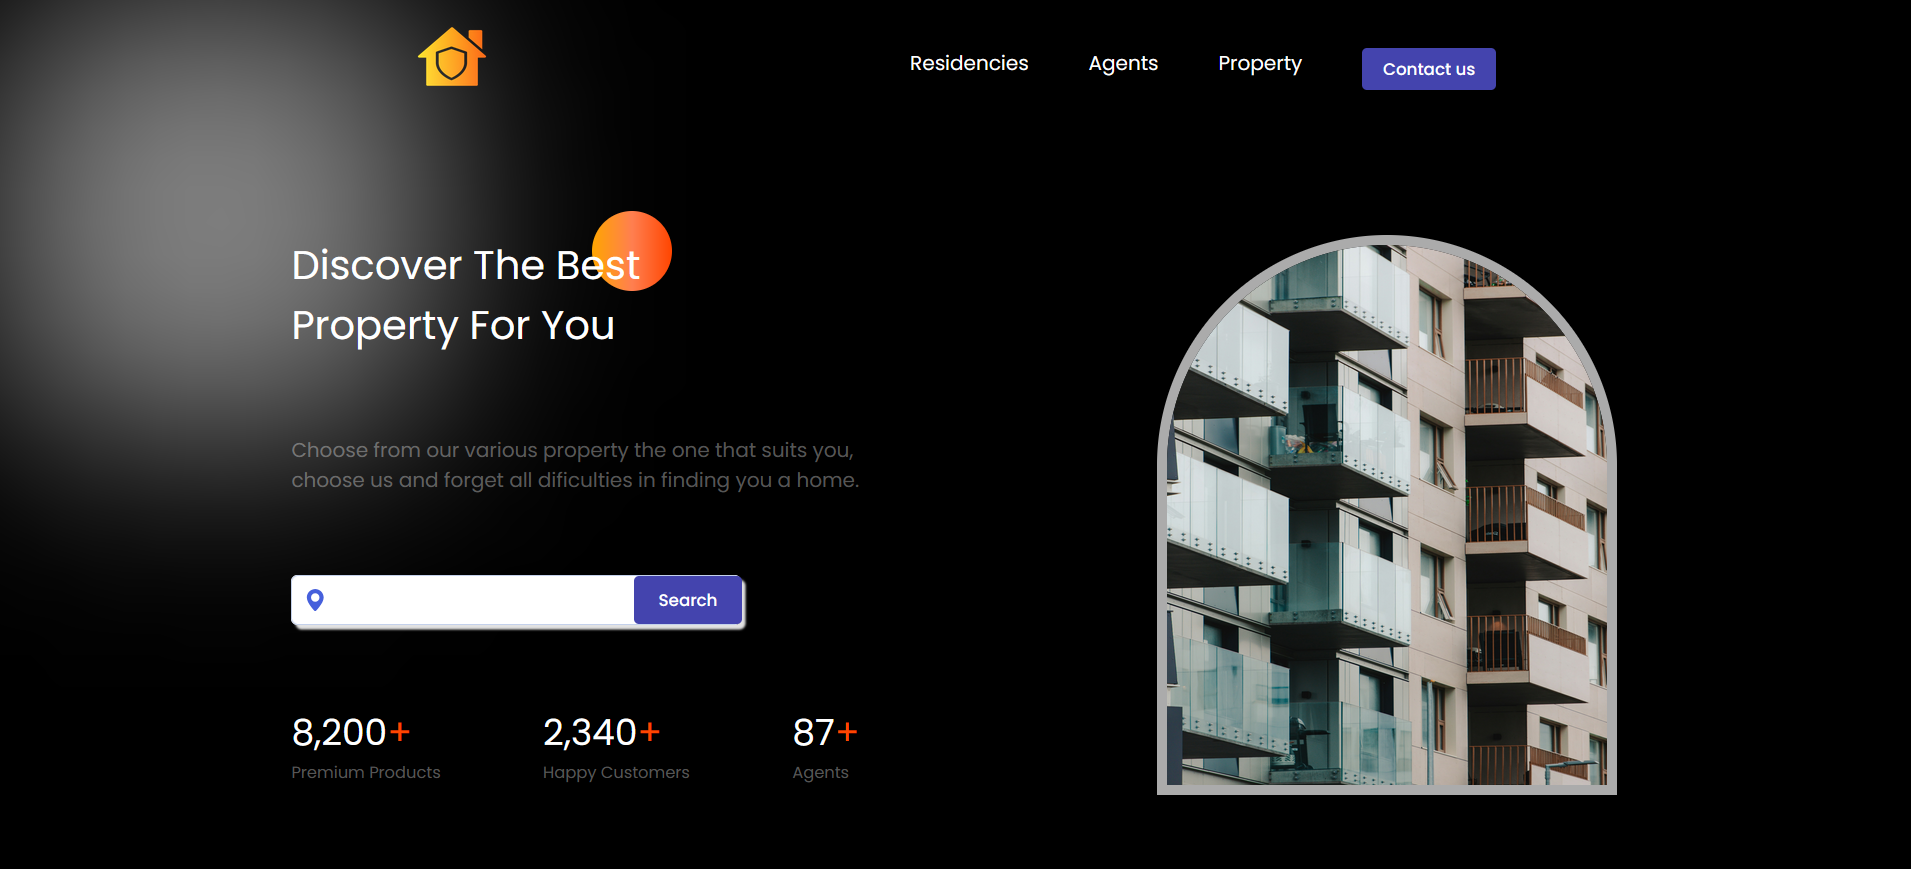 Residencies Agents Property Contact us
Discover The Best
Property For You
Choose from our various property the one that suits you,
choose us and forget all dificulties in finding you a home.
Search
8,200+ 2,340+ 87+
Premium Products Happy Customers Agents